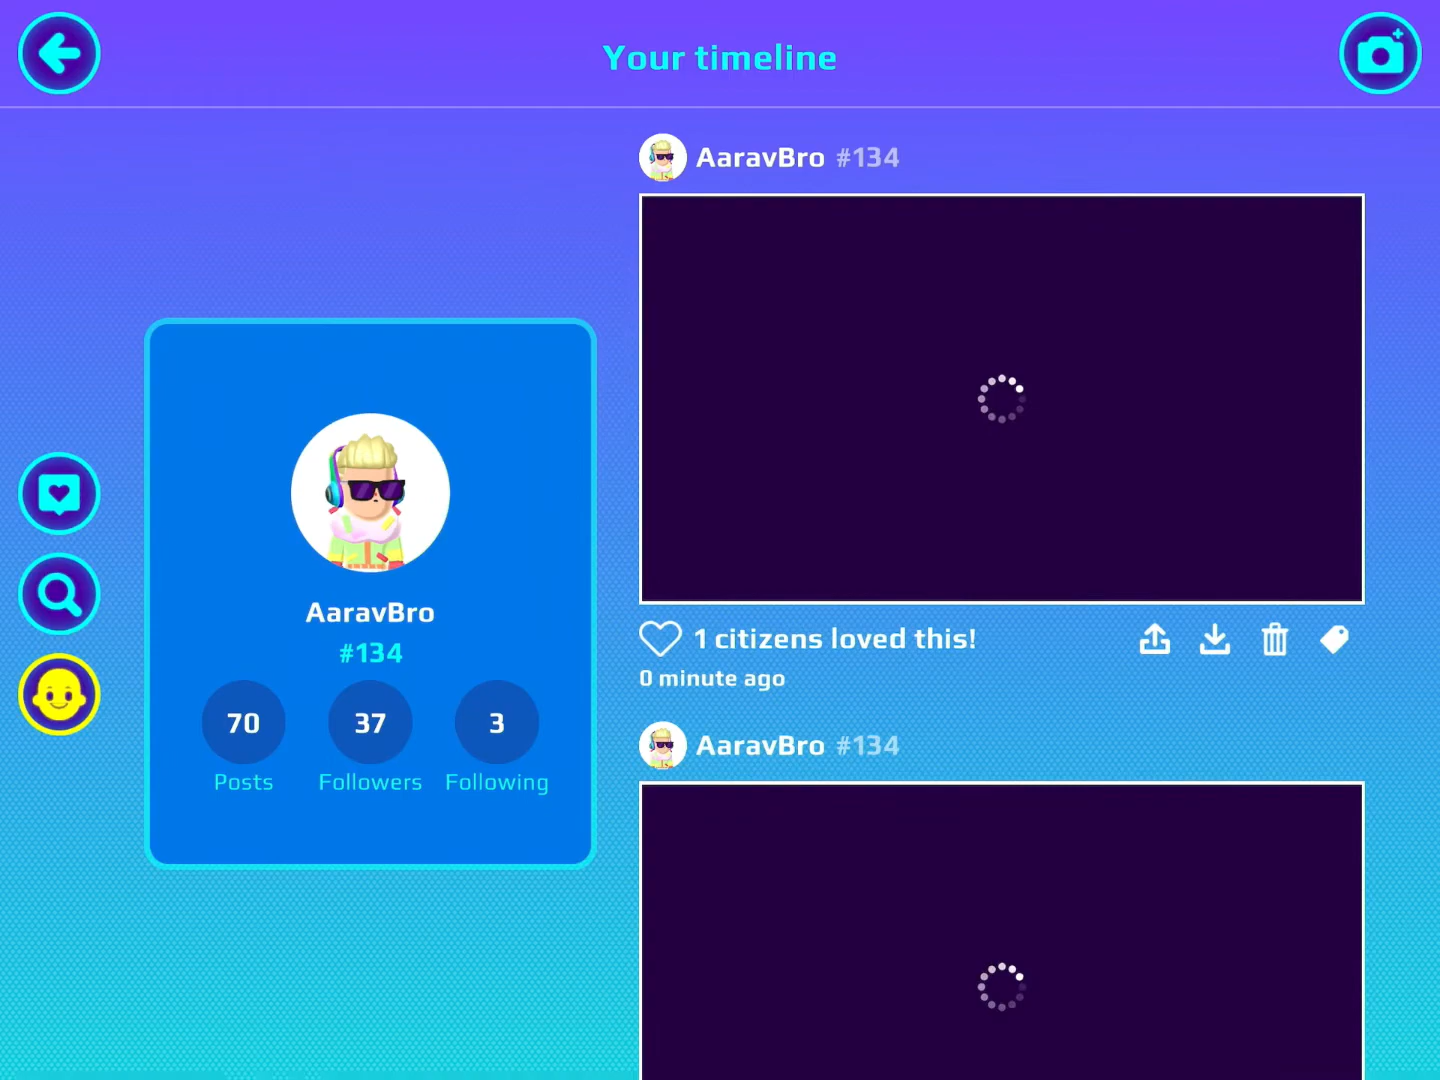 Your timeline
AaravBro #134
AaravBro
#134
70
37
3
Posts
Followers
Following
1 citizens loved this!
0 minute ago
AaravBro #134